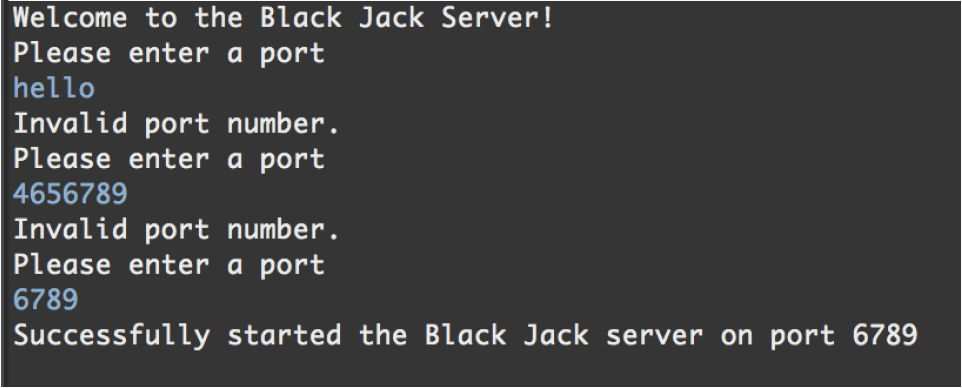 Welcome to the Black Jack Server!
Please enter a port
hello
Invalid port number.
Please enter a port
4656789
Invalid port number.
Please enter a port
6789
Successfully started the Black Jack server on port 6789